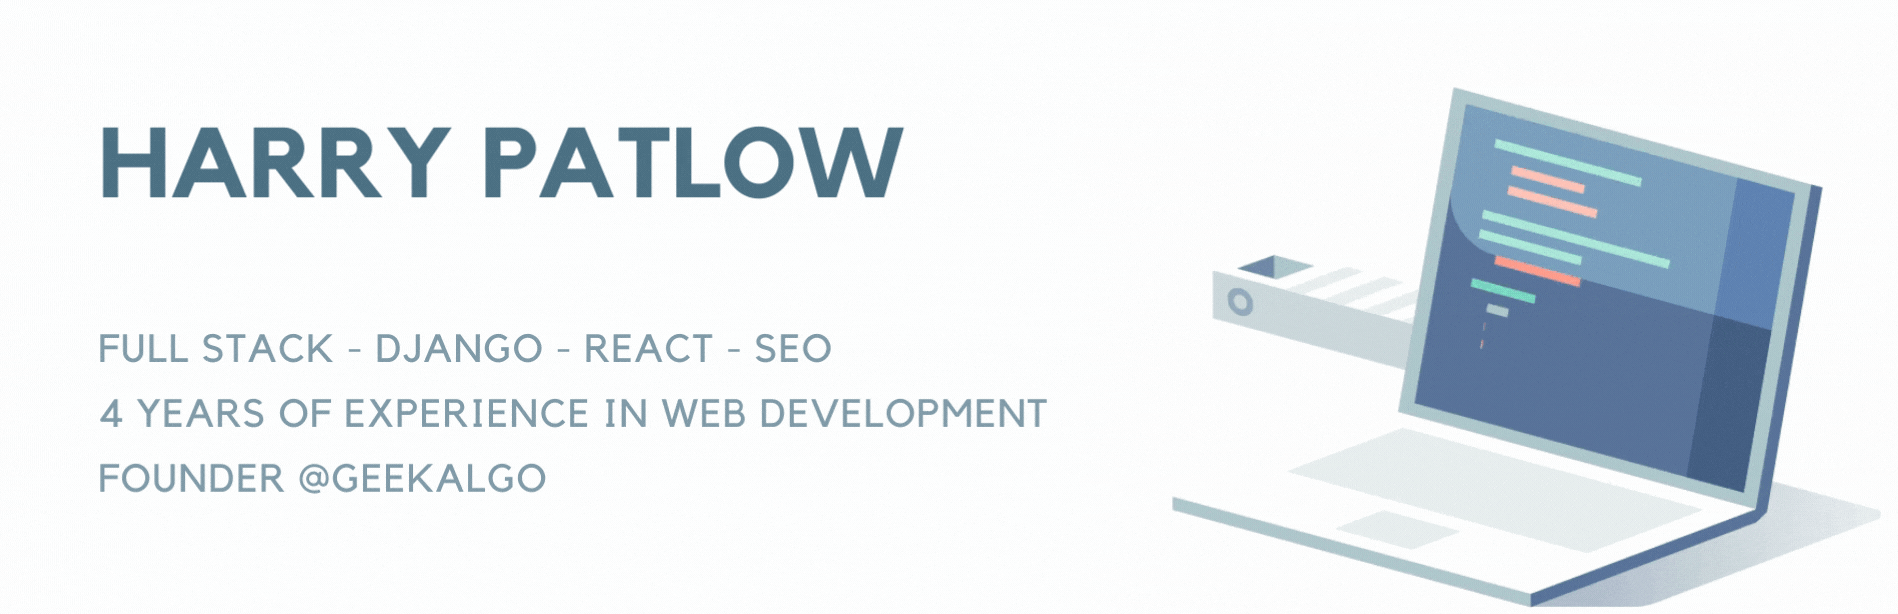 HARRY PATLOW
FULL STACK - DJANGO - REACT - SEO
4 YEARS OF EXPERIENCE IN WEB DEVELOPMENT
FOUNDER @GEEKALGO